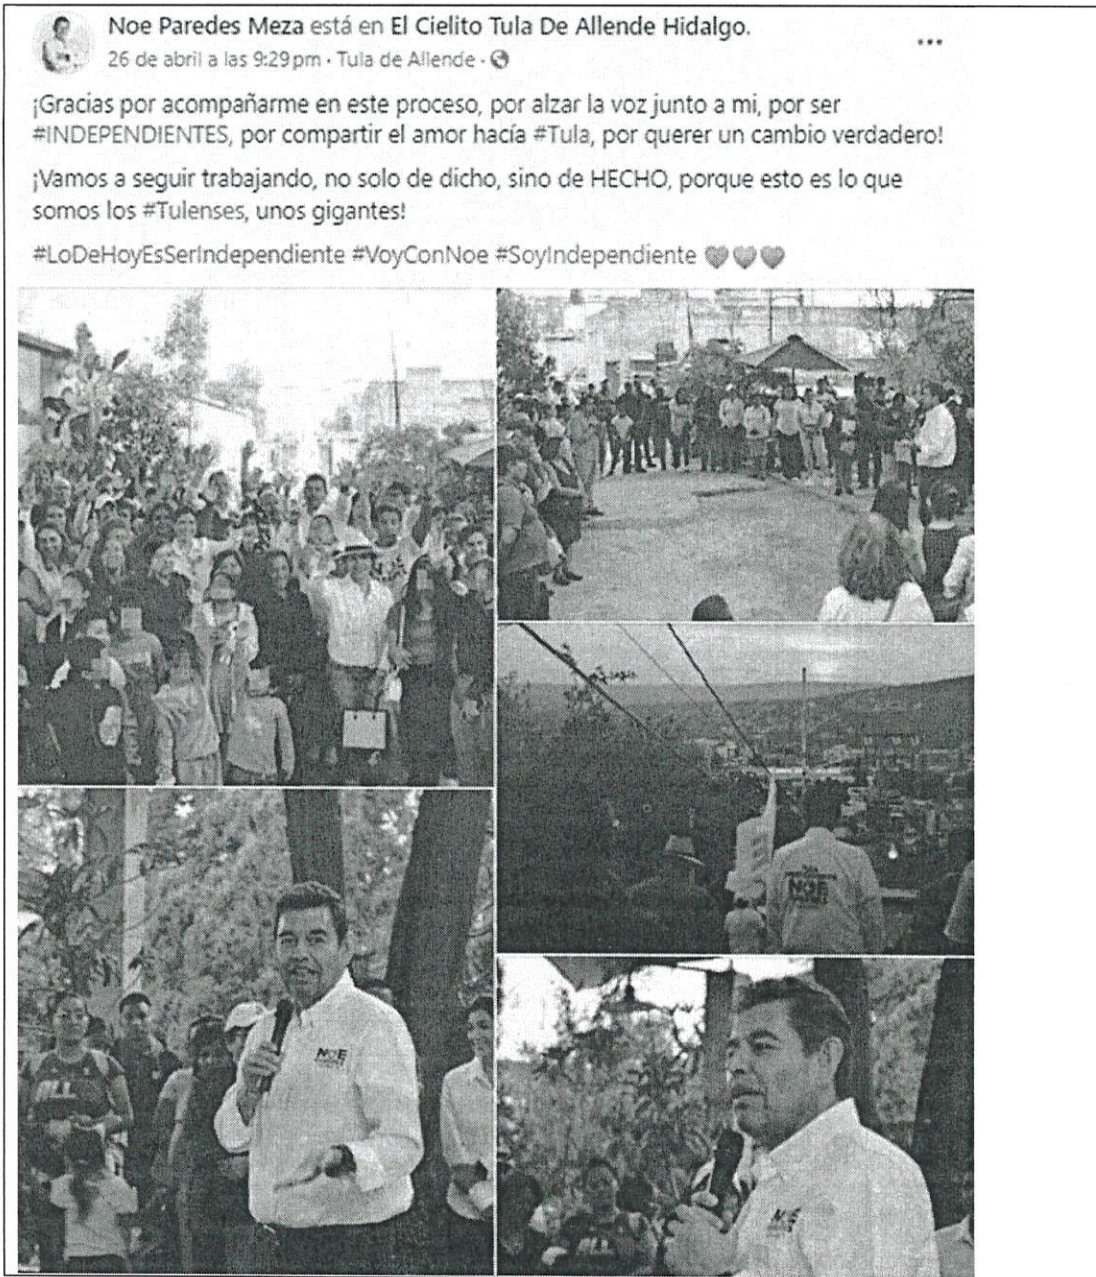 Noe Paredes Meza está en El Cielito Tula De Allende Hidalgo.
26 de abril a las 9:29 pm · Tula de Allende ·
¡Gracias por acompañarme en este proceso, por alzar la voz junto a mi, por ser
#INDEPENDIENTES, por compartir el amor hacía #Tula, por querer un cambio verdadero!
¡Vamos a seguir trabajando, no solo de dicho, sino de HECHO, porque esto es lo que
somos los #Tulenses, unos gigantes!
#LoDeHoyEsSerIndependiente #VoyConNoe #SoyIndependiente
NOE
NOE
NOE